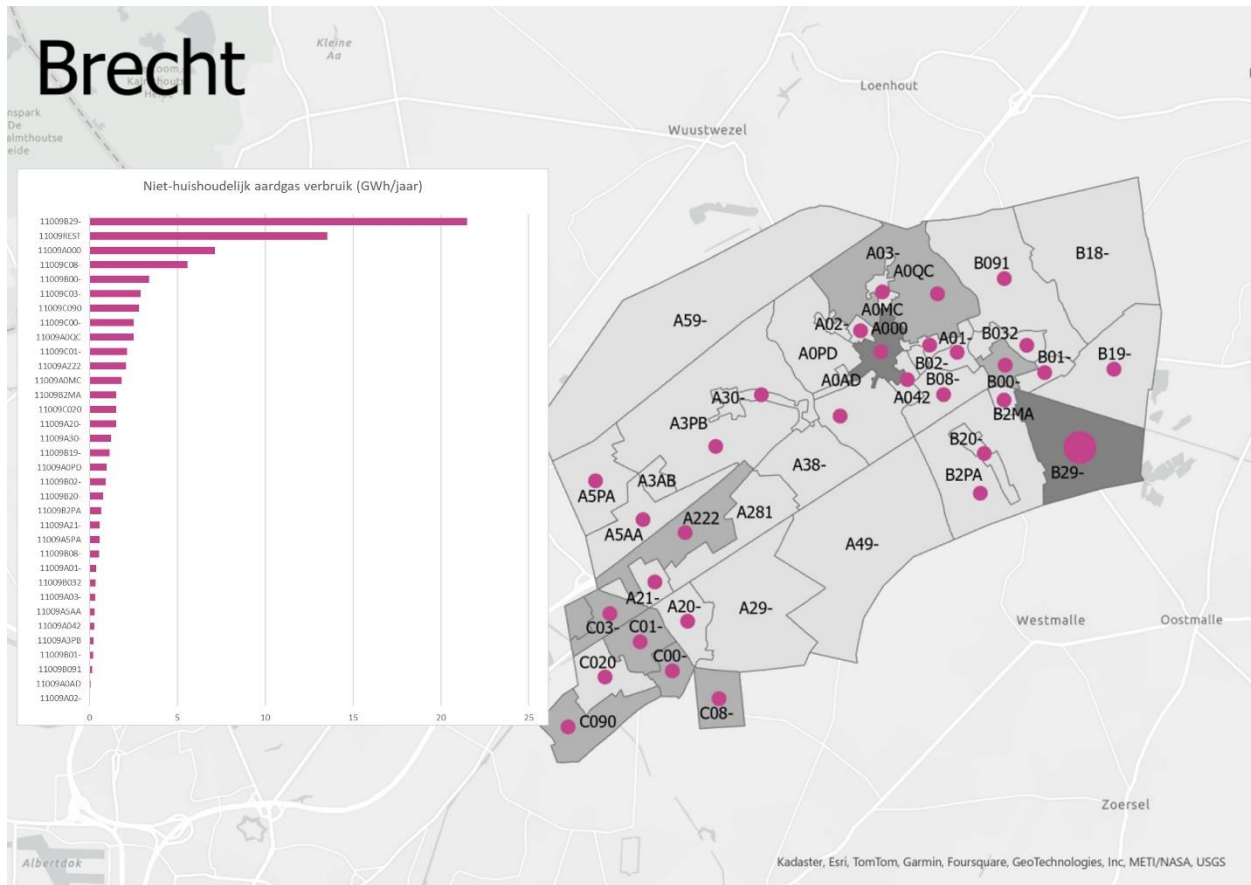 Brecht
Kleine
Aa
Loenhout
Wuustwezel
De
Niet-huishoudelijk aardgas verbruik (GWh/jaar)
11009B29-
11009REST
11009A000
11009C08-
11009B00-
11009C03-
11009C090
11009C00-
11009A0QC
11009C01-
11009A222
11009A0MC
11009B2MA
11009C020
11009A20-
11009A30-
11009B19-
11009A0PD
11009B02-
11009B20-
11009B2PA
11009A21-
11009A5PA
11009B08-
11009A01-
11009B032
11009A03-
11009A5AA
11009A042
11009A3PB
11009B01-
11009B091
11009A0AD
11009A02-
0 5 10 15 20 25
A03-
A0QC
B091
B18-
A0MC
A59-
A02-
A000
A01-
B032
A0PD
B02-
B01-
B19-
A0AD
B08-
B00-
A30-
A042
B2MA
A3PB
B20-
A38-
B29-
B2PA
A3AB
A5PA
A281
A222
A5AA
A49-
A21-
A20-
A29-
C03-
C01-
C020
C00-
C08-
C090
Westmalle
Oostmalle
Zoersel
Albertdok
Kadaster, Esri, TomTom, Garmin, Foursquare, GeoTechnologies, Inc, METI/NASA, USGS